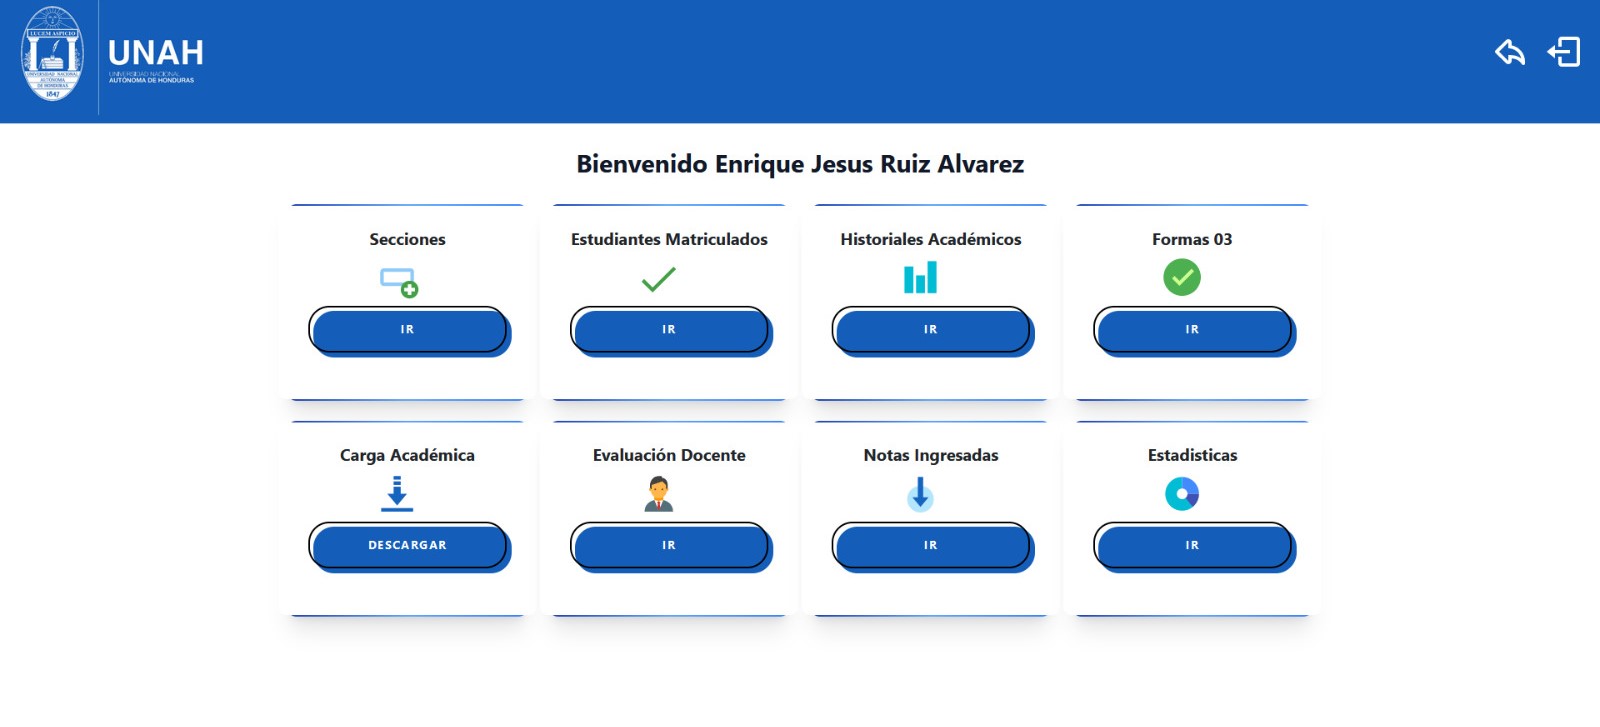 LUCEM ASPICIO
UNIVERSIDAD NACIONAL
AUTÓNOMA
DE HONDURAS
1847
UNAH
UNIVERSIDAD NACIONAL
AUTÓNOMA DE HONDURAS
Bienvenido Enrique Jesus Ruiz Alvarez
Secciones
IR
Estudiantes Matriculados
IR
Historiales Académicos
IR
Formas 03
IR
Carga Académica
DESCARGAR
Evaluación Docente
IR
Notas Ingresadas
IR
Estadisticas
IR